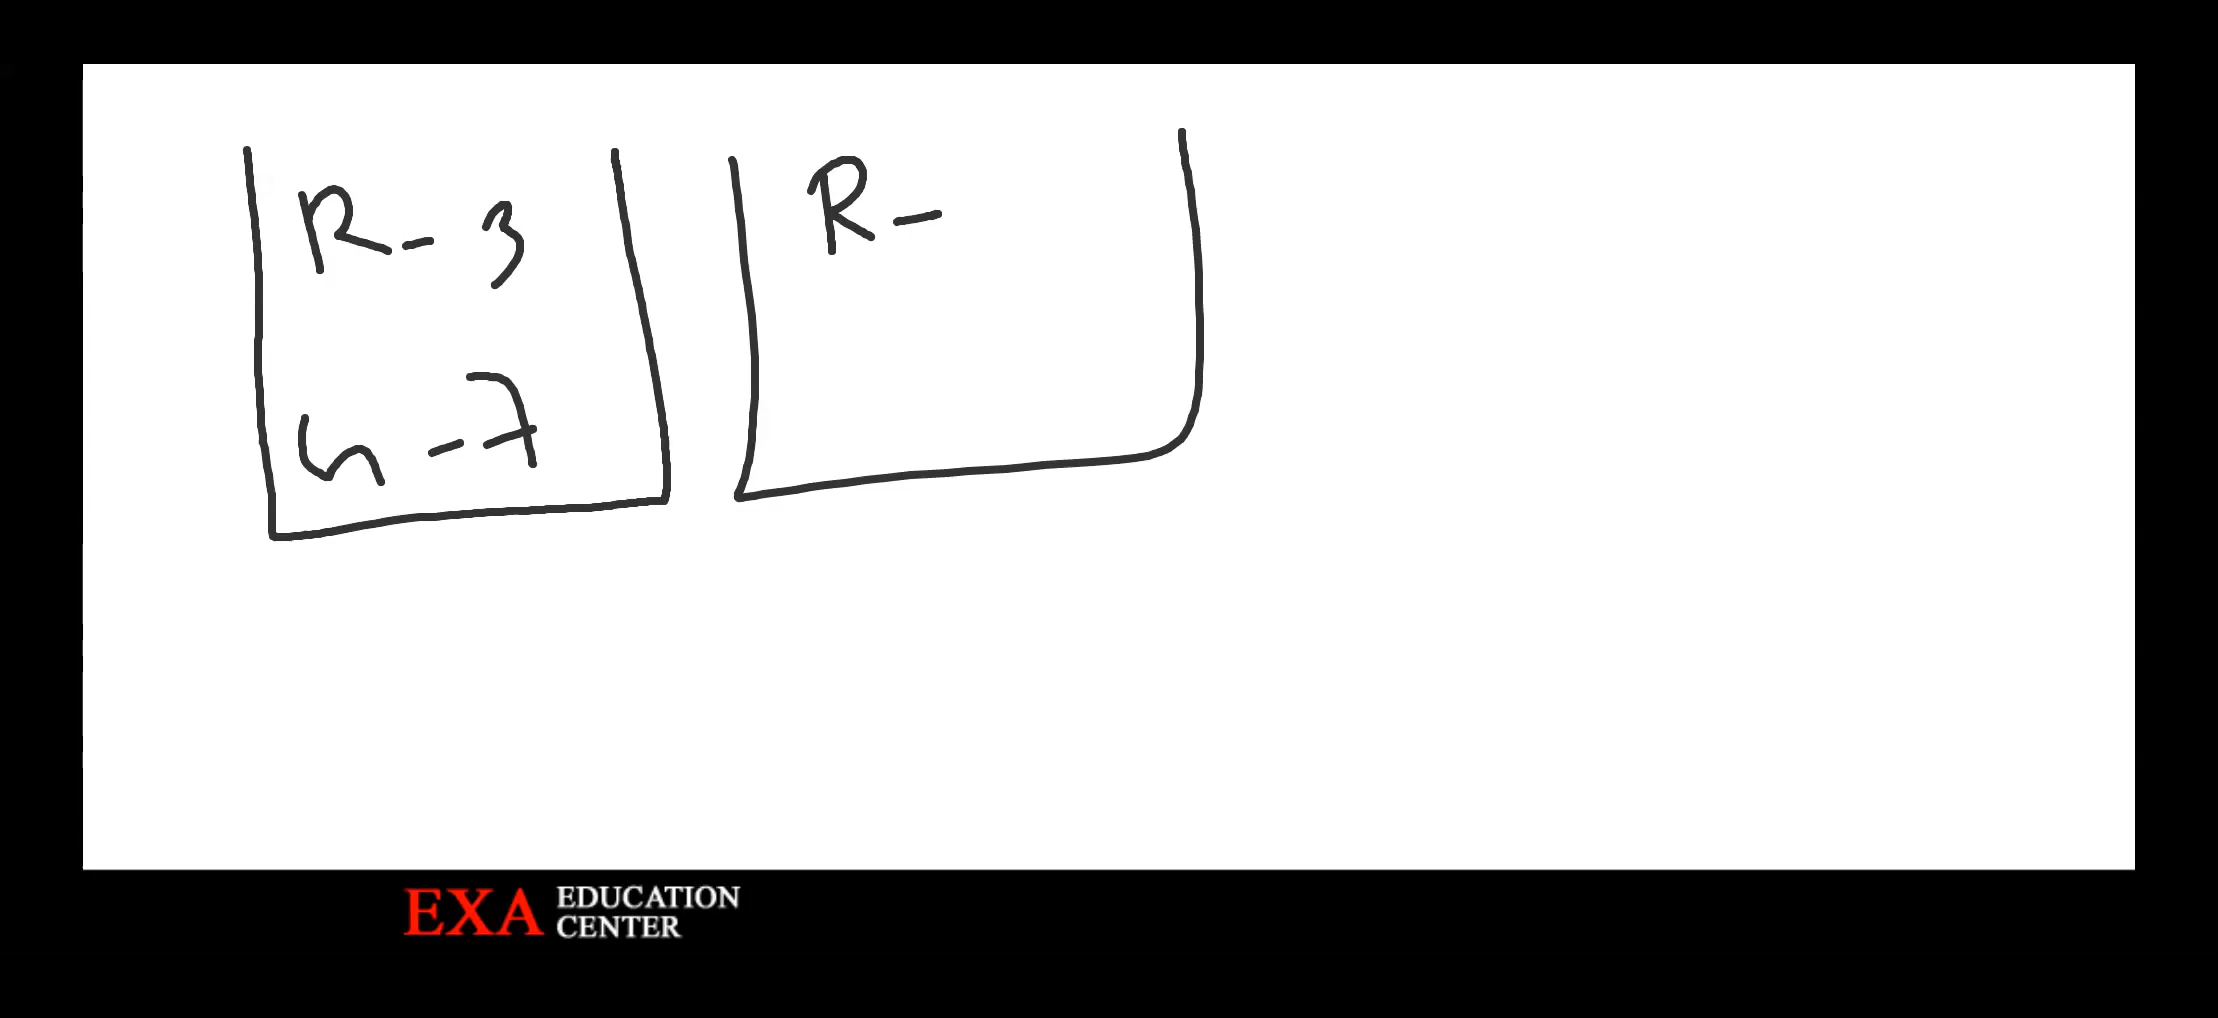 R - 3
h - 7
R -
EXA EDUCATION
CENTER